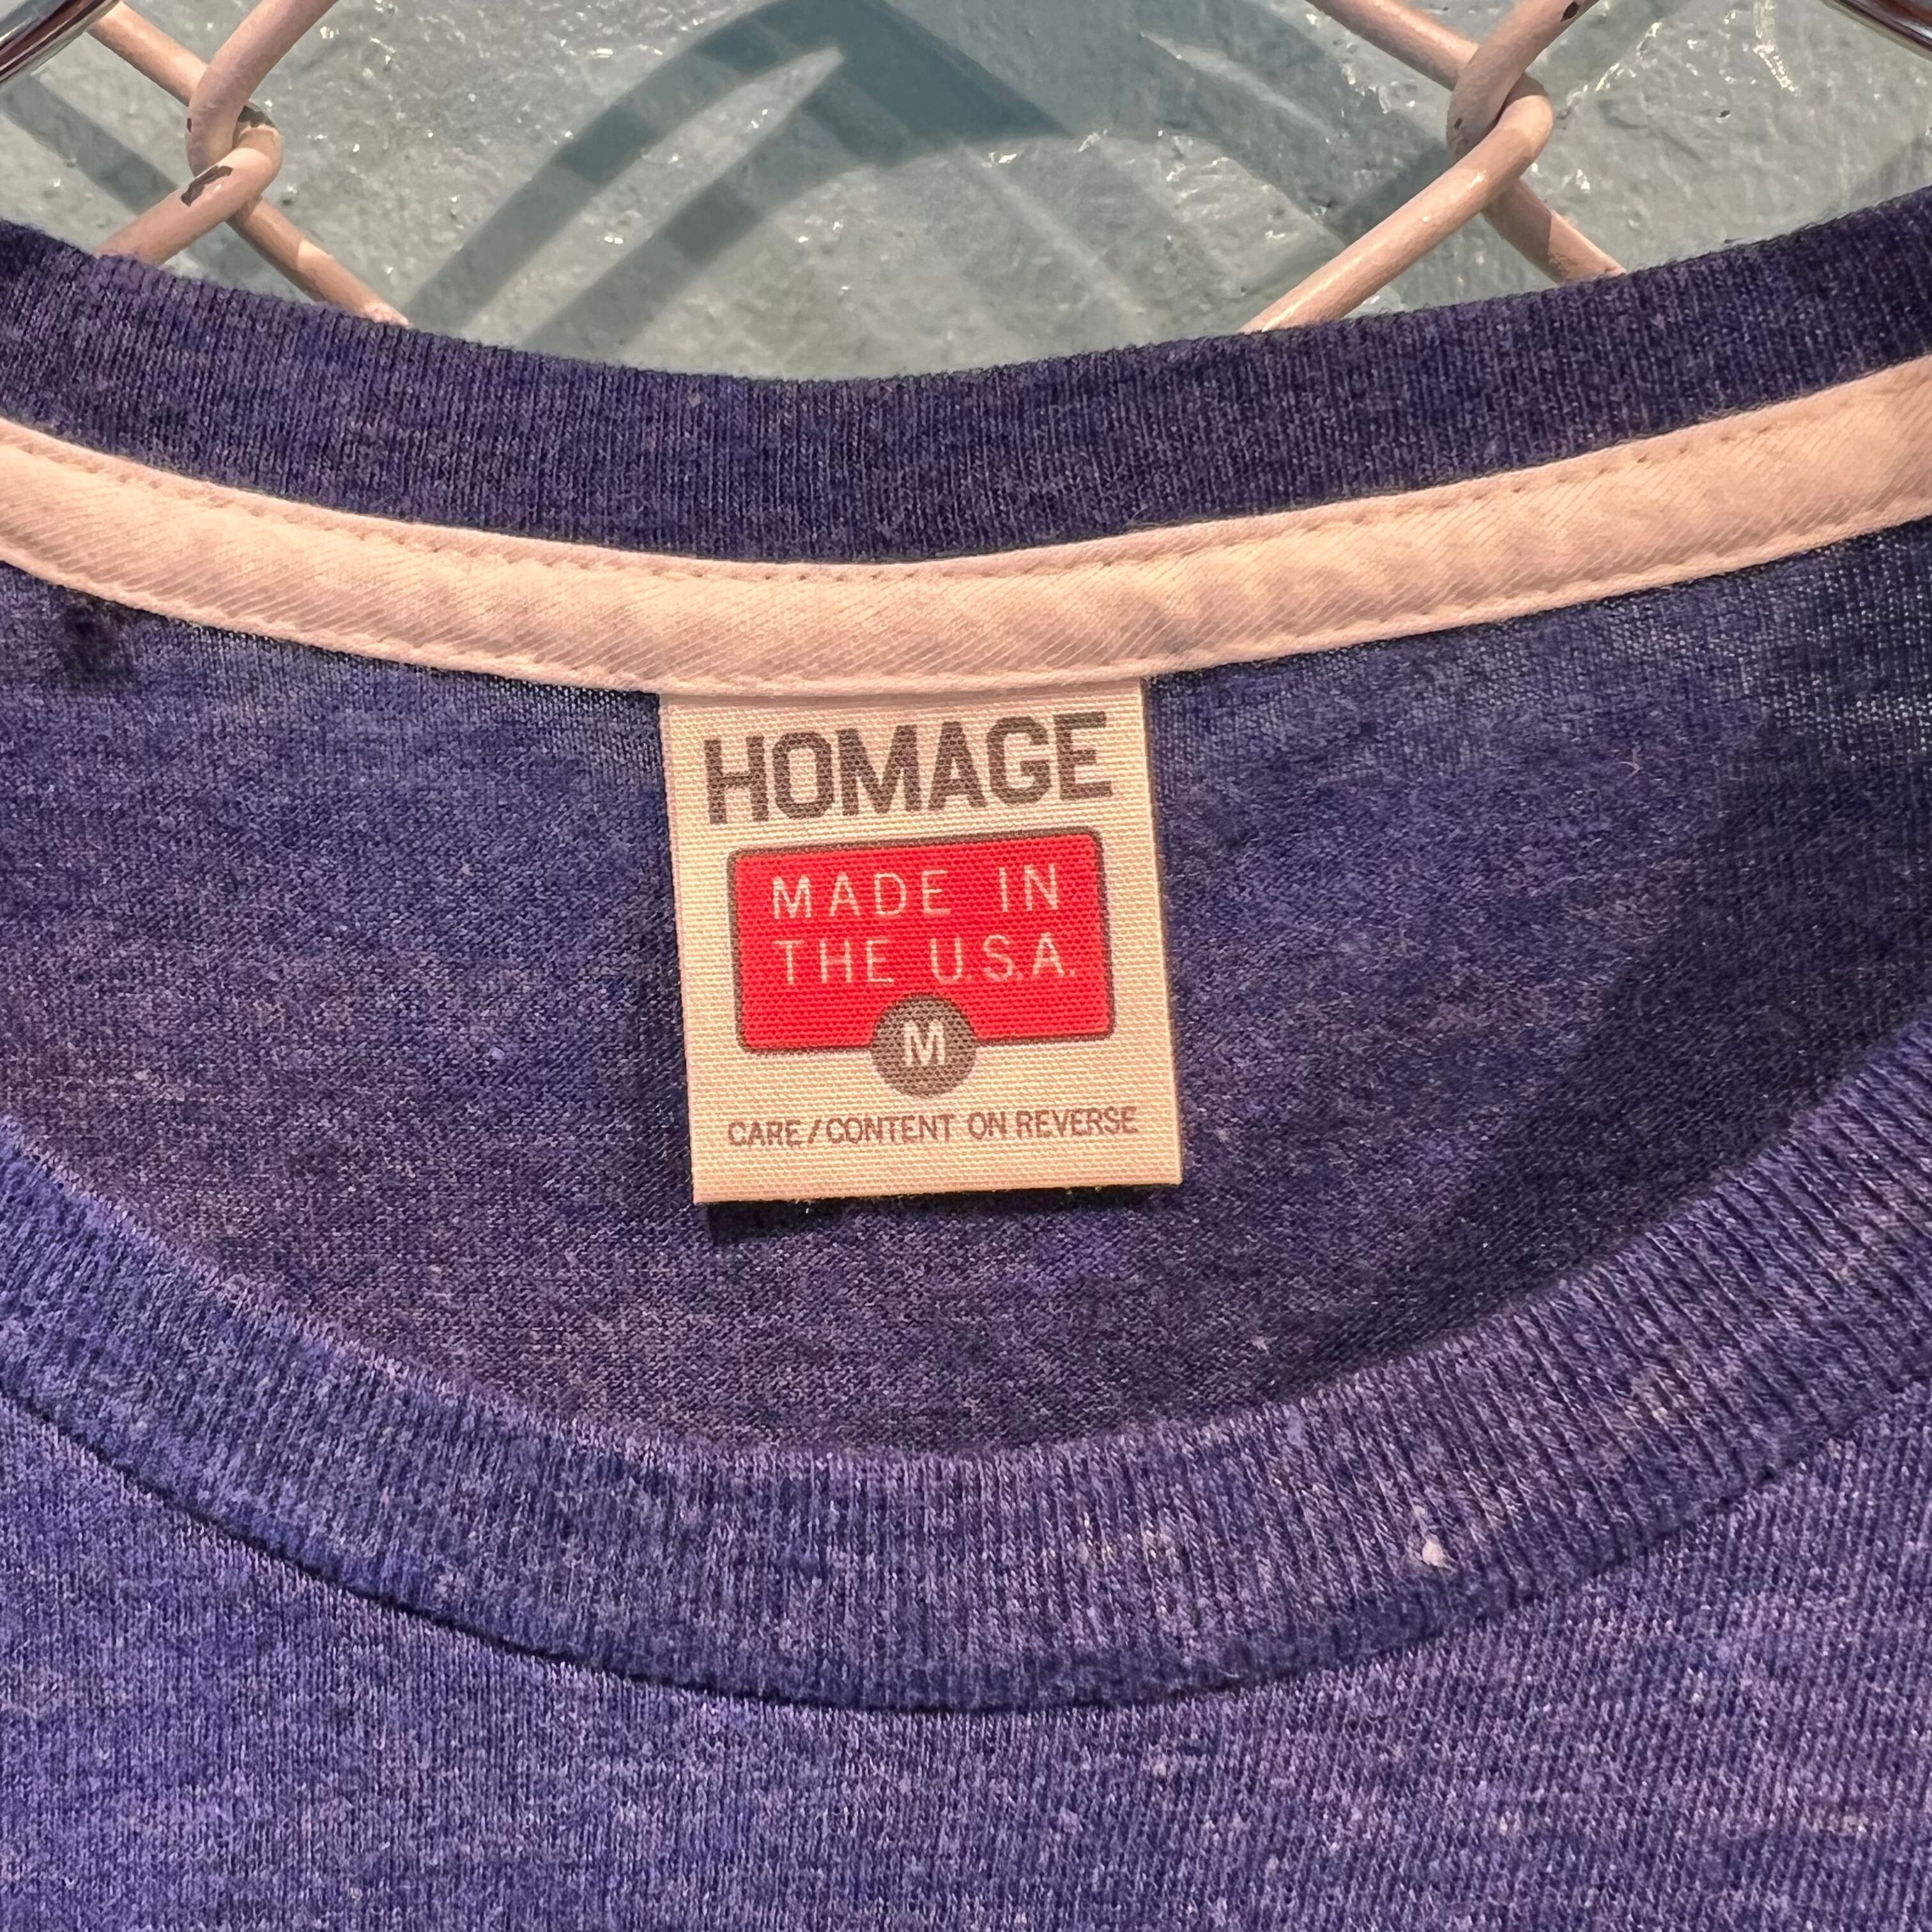 HOMAGE
MADE IN
THE U.S.A.
M
CARE/CONTENT ON REVERSE